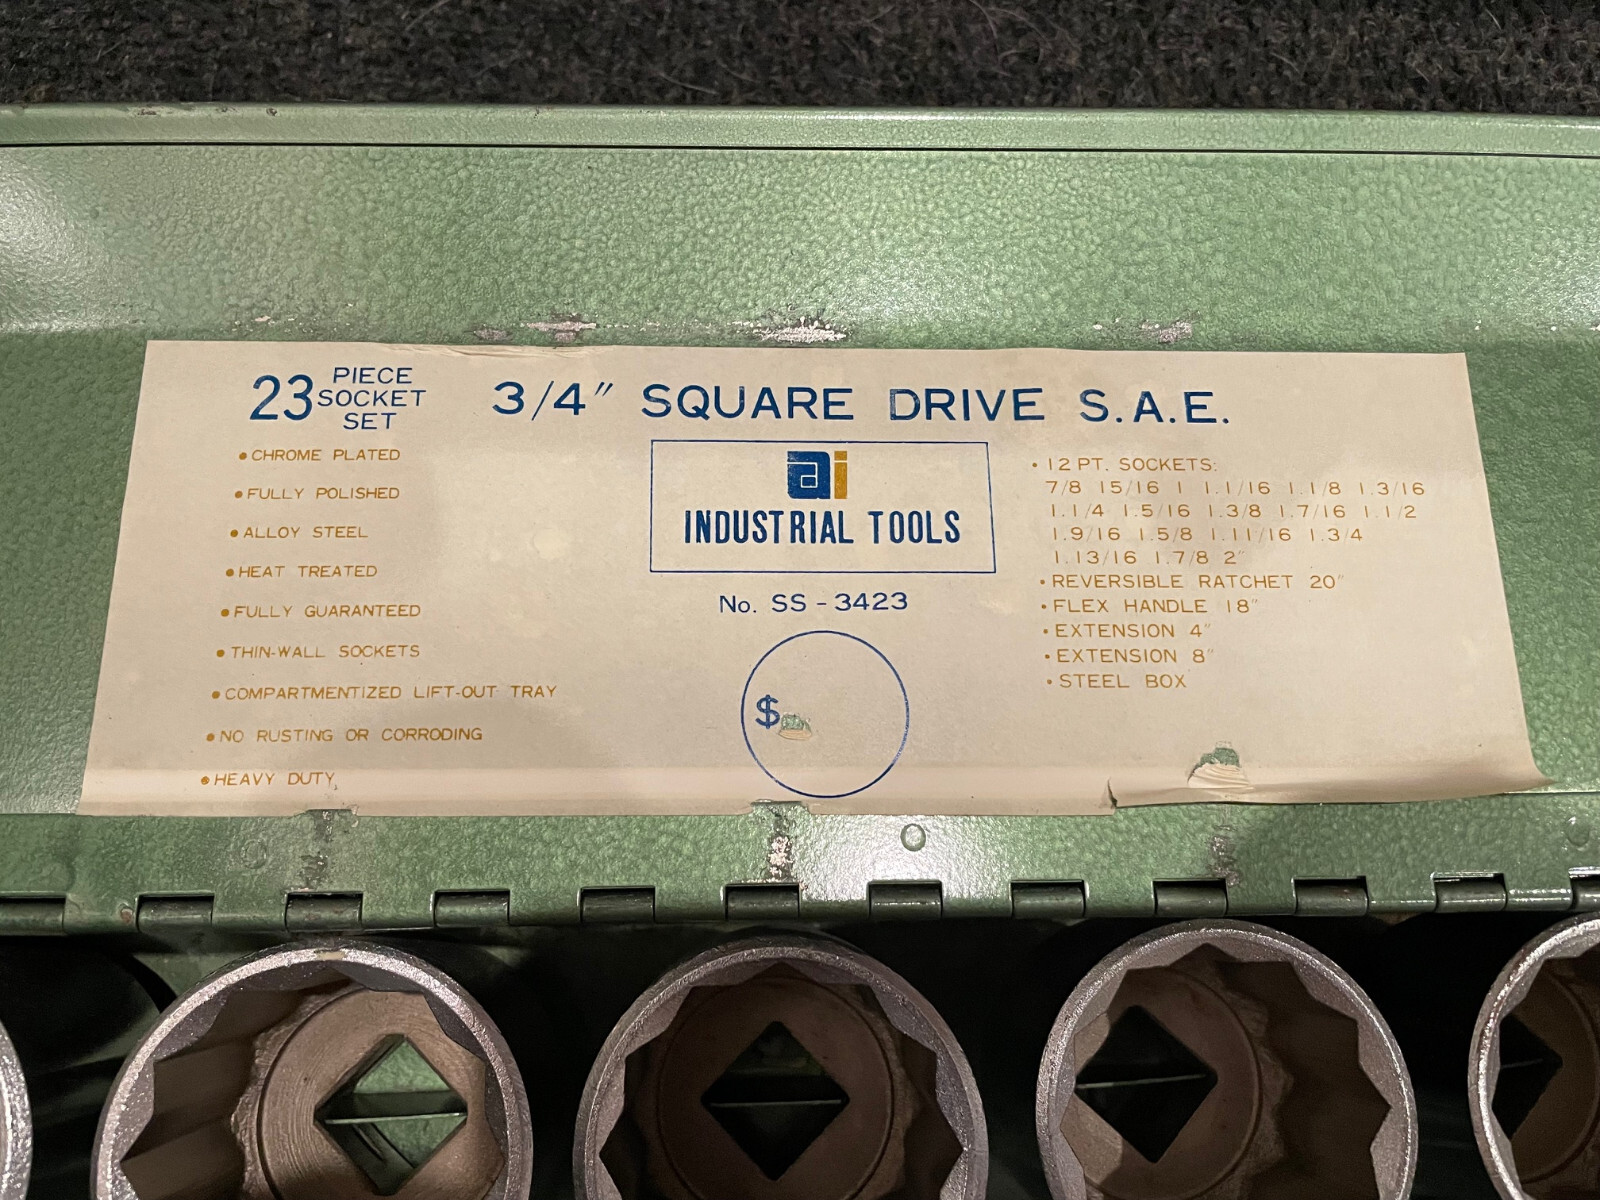 23 PIECE
SOCKET
SET
3/4" SQUARE DRIVE S.A.E.
•CHROME PLATED
•FULLY POLISHED
•ALLOY STEEL
•HEAT TREATED
•FULLY GUARANTEED
•THIN-WALL SOCKETS
•COMPARTMENTIZED LIFT-OUT TRAY
•NO RUSTING OR CORRODING
•HEAVY DUTY
ai
INDUSTRIAL TOOLS
No. SS - 3423
$
•12 PT. SOCKETS:
7/8 15/16 1 1.1/16 1.1/8 1.3/16
1.1/4 1.5/16 1.3/8 1.7/16 1.1/2
1.9/16 1.5/8 1.11/16 1.3/4
1.13/16 1.7/8 2"
•REVERSIBLE RATCHET 20"
•FLEX HANDLE 18"
•EXTENSION 4"
•EXTENSION 8"
•STEEL BOX